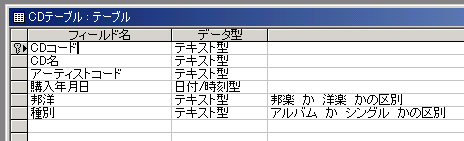 CDテーブル : テーブル
フィールド名 データ型
CDコード テキスト型
CD名 テキスト型
アーティストコード テキスト型
購入年月日 日付/時刻型
邦洋 テキスト型 邦楽 か 洋楽 かの区別
種別 テキスト型 アルバム か シングル かの区別